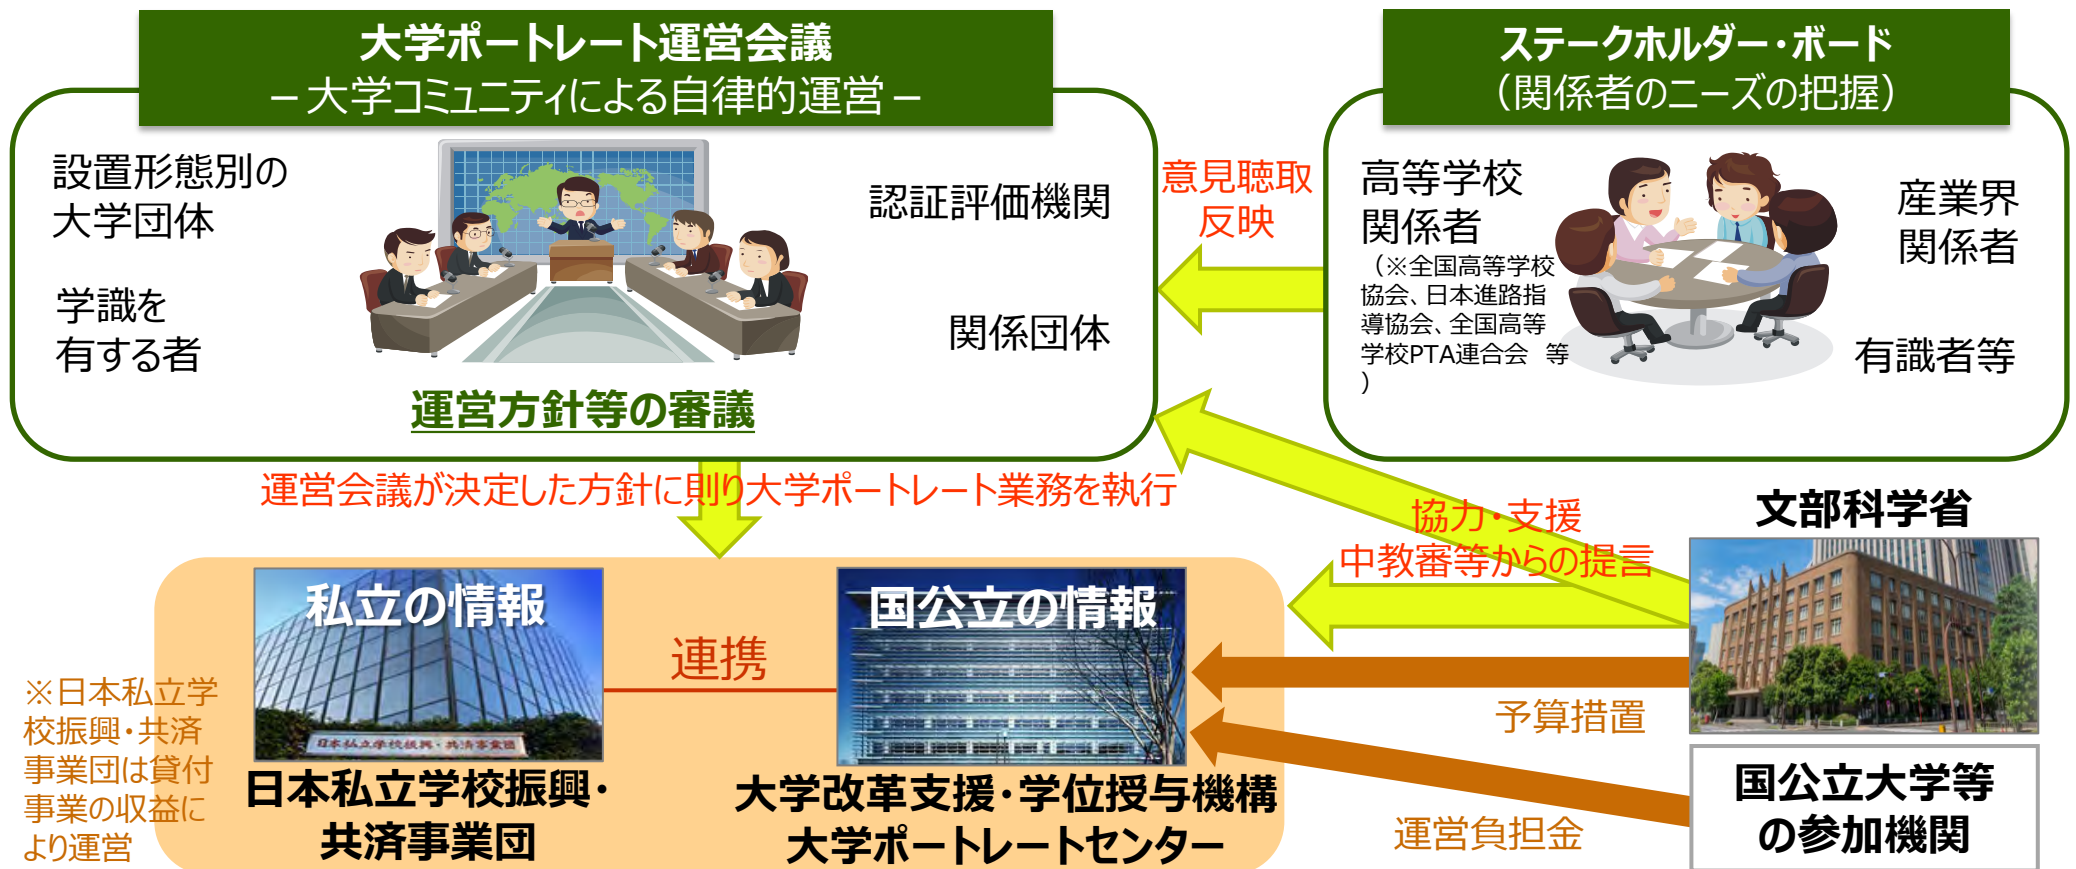 大学ポートレート運営会議
－大学コミュニティによる自律的運営－
設置形態別の
大学団体
学識を
有する者
認証評価機関
関係団体
運営方針等の審議
意見聴取
反映
ステークホルダー・ボード
（関係者のニーズの把握）
高等学校
関係者
（※全国高等学校
協会、日本進路指
導協会、全国高等
学校PTA連合会　等
）
産業界
関係者
有識者等
運営会議が決定した方針に則り大学ポートレート業務を執行
協力・支援
中教審等からの提言
文部科学省
私立の情報
日本私立学校振興・共済事業団
日本私立学校振興・
共済事業団
連携
国公立の情報
大学改革支援・学位授与機構
大学ポートレートセンター
※日本私立学
校振興・共済
事業団は貸付
事業の収益に
より運営
予算措置
運営負担金
国公立大学等
の参加機関